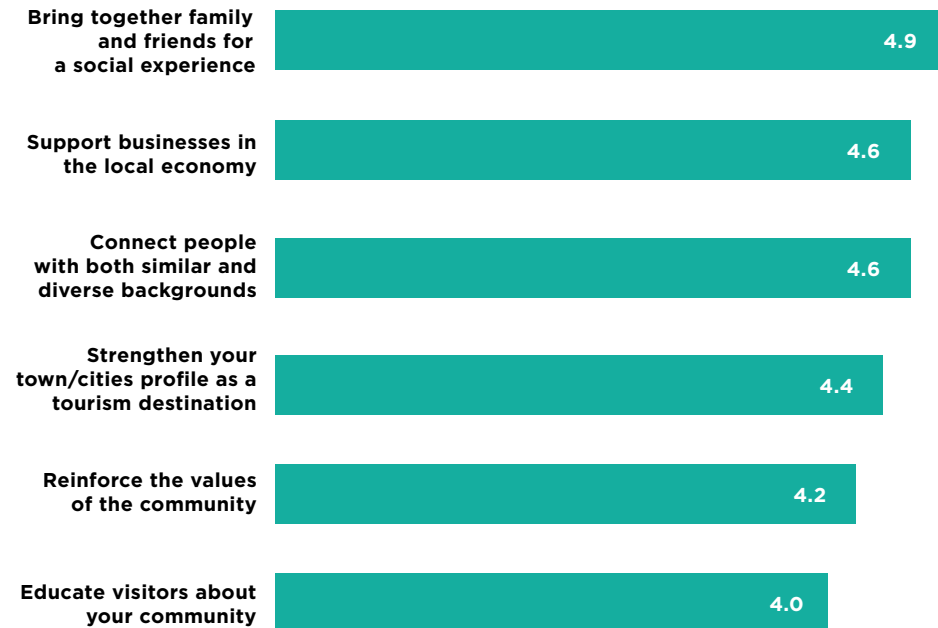 Bring together family
and friends for
a social experience
4.9
Support businesses in
the local economy
4.6
Connect people
with both similar and
diverse backgrounds
4.6
Strengthen your
town/cities profile as a
tourism destination
4.4
Reinforce the values
of the community
4.2
Educate visitors about
your community
4.0